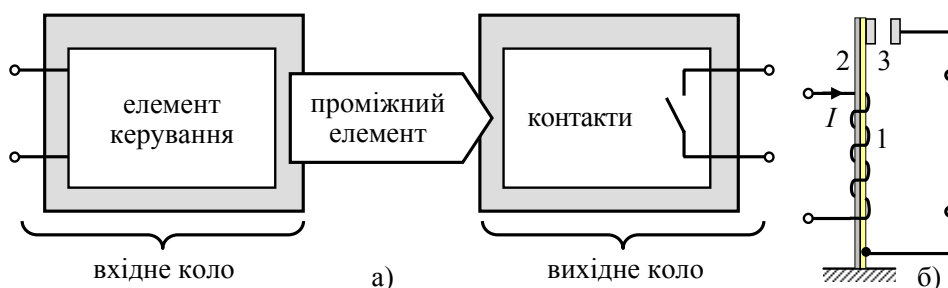 елемент
керування
проміжний
елемент
контакти
вхідне коло
а)
вихідне коло
2
3
I
1
б)